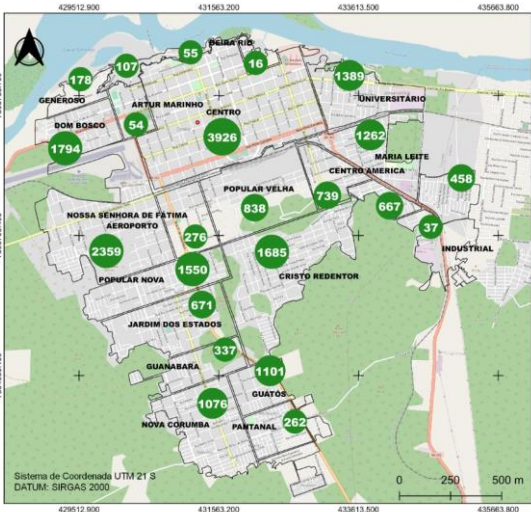 429512.900 431563.200 433613.500 435663.800
BEIRA RIO
55
107
16
178
1389
GENEROSO
ARTUR MARINHO
UNIVERSITÁRIO
CENTRO
DOM BOSCO
54
3926
1262
1794
MARIA LEITE
CENTRO AMERICA
458
POPULAR VELHA
739
838
667
NOSSA SENHORA DE FÁTIMA
AEROPORTO
276
37
2359
1685
INDUSTRIAL
1550
POPULAR NOVA
CRISTO REDENTOR
671
JARDIM DOS ESTADOS
337
GUANABARA
1101
GUATÓS
1076
262
NOVA CORUMBA
PANTANAL
Sistema de Coordenada UTM 21 S
DATUM: SIRGAS 2000
0 250 500 m
429512.900 431563.200 433613.500 435663.800